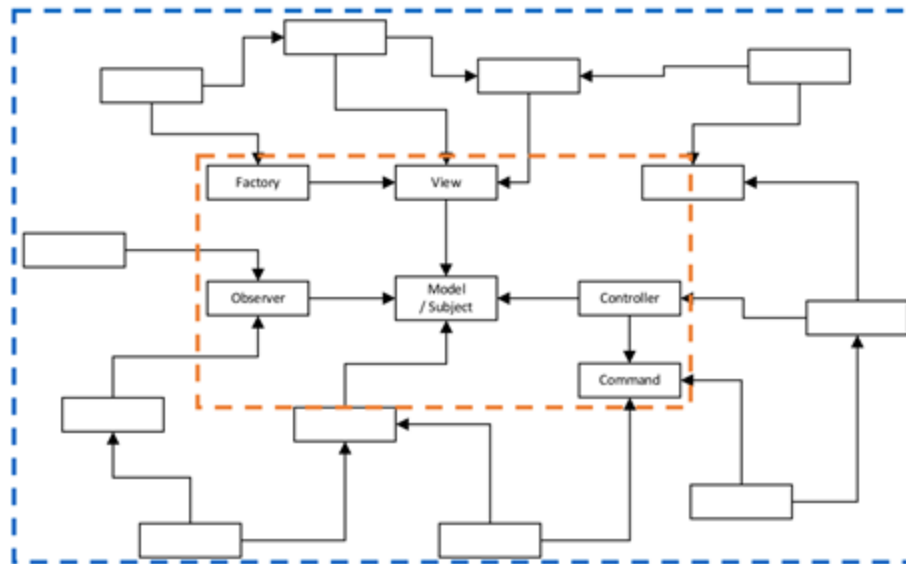 Factory
View
Observer
Model
/ Subject
Controller
Command